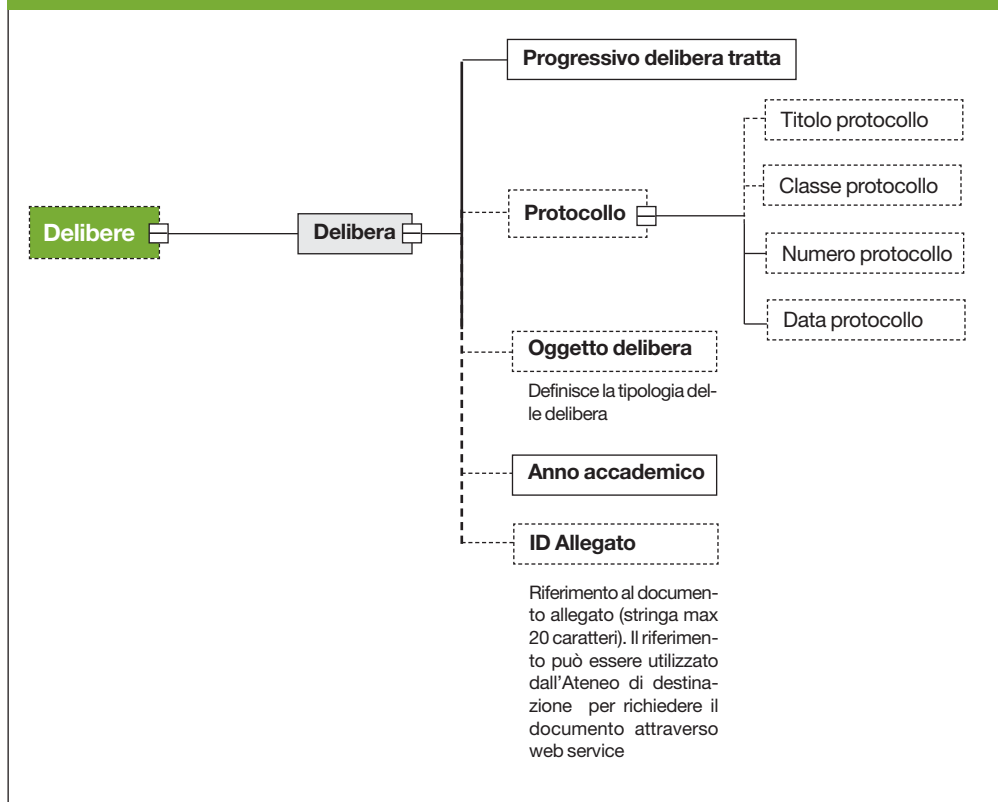 Progressivo delibera tratta
Titolo protocollo
Classe protocollo
Protocollo
Delibere
Delibera
Numero protocollo
Data protocollo
Oggetto delibera
Definisce la tipologia del-
le delibera
Anno accademico
ID Allegato
Riferimento al documen-
to allegato (stringa max
20 caratteri). Il riferimen-
to può essere utilizzato
dall'Ateneo di destina-
zione per richiedere il
documento attraverso
web service